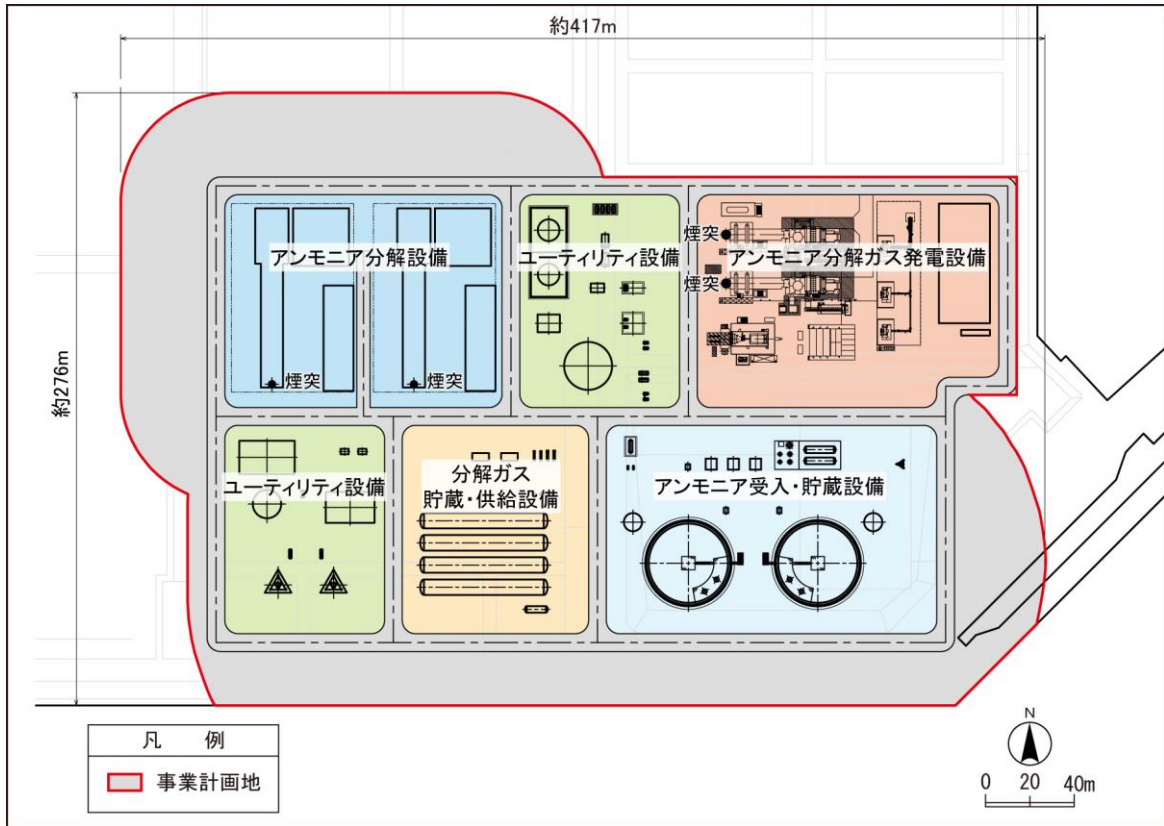 約417m
約276m
アンモニア分解設備
ユーティリティ設備
煙突
アンモニア分解ガス発電設備
煙突
煙突
煙突
ユーティリティ設備
分解ガス
貯蔵・供給設備
アンモニア受入・貯蔵設備
凡 例
事業計画地
N
0 20 40m